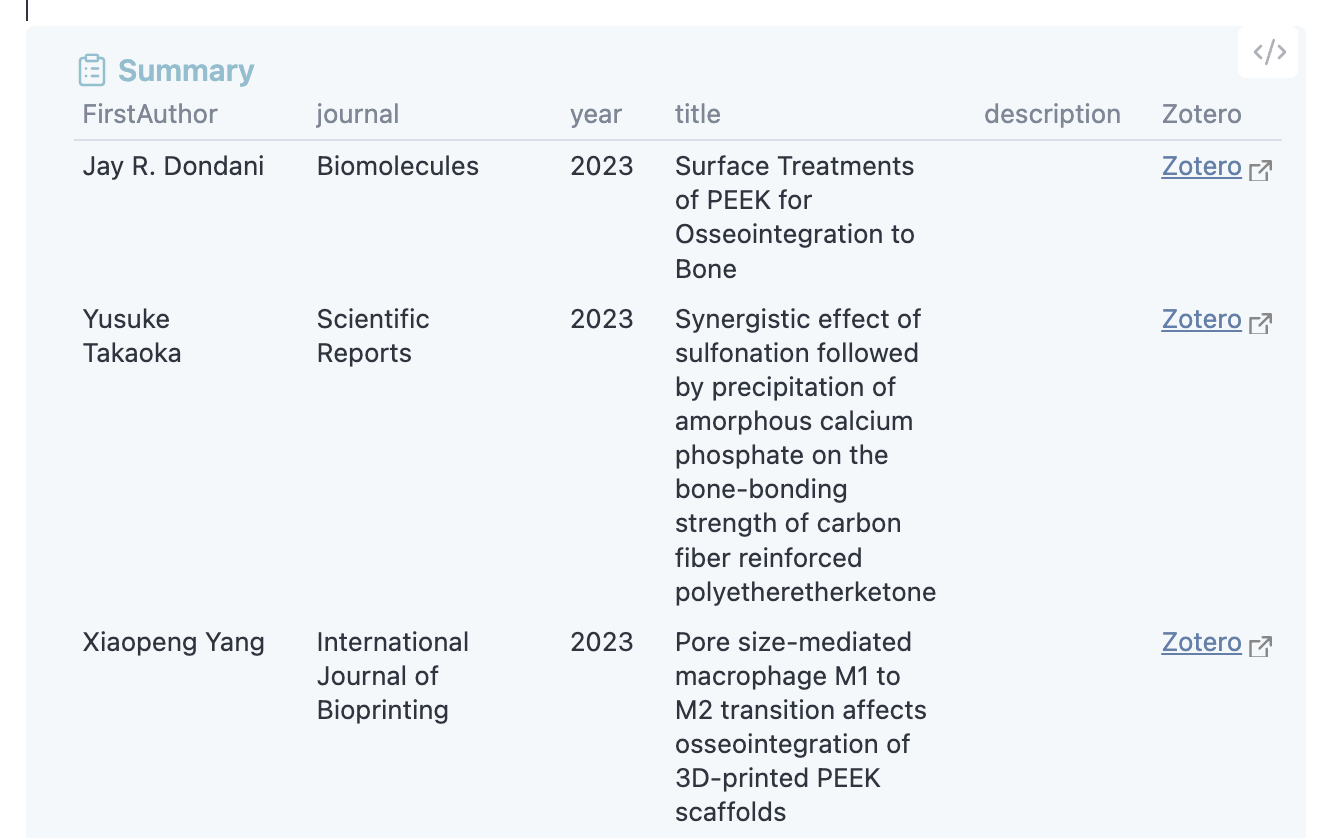 </>
Summary
FirstAuthor journal year title description Zotero
Jay R. Dondani Biomolecules 2023 Surface Treatments Zotero
of PEEK for
Osseointegration to
Bone
Yusuke Scientific 2023 Synergistic effect of Zotero
Takaoka Reports sulfonation followed
by precipitation of
amorphous calcium
phosphate on the
bone-bonding
strength of carbon
fiber reinforced
polyetheretherketone
Xiaopeng Yang International 2023 Pore size-mediated Zotero
Journal of macrophage M1 to
Bioprinting M2 transition affects
osseointegration of
3D-printed PEEK
scaffolds